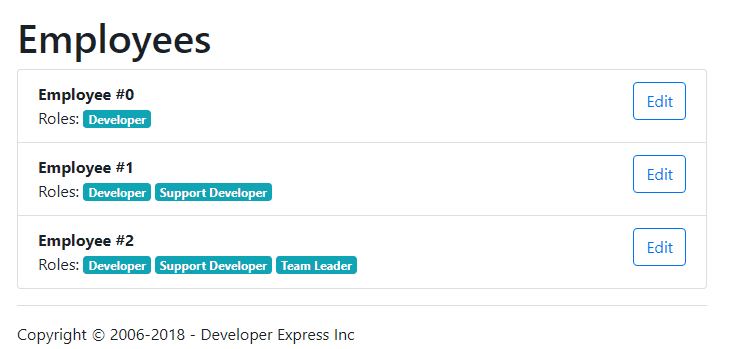 Employees
Employee #0
Edit
Roles: Developer
Employee #1
Edit
Roles: Developer Support Developer
Employee #2
Edit
Roles: Developer Support Developer Team Leader
Copyright © 2006-2018 - Developer Express Inc